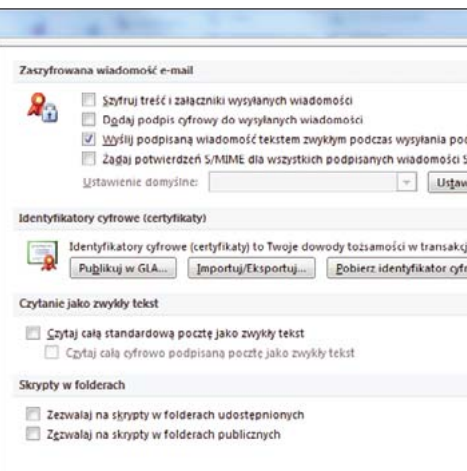 Zaszyfrowana wiadomość e-mail
Szyfruj treść i załączniki wysyłanych wiadomości
Dodaj podpis cyfrowy do wysyłanych wiadomości
Wyślij podpisaną wiadomość tekstem zwykłym podczas wysyłania pod
Żądaj potwierdzeń S/MIME dla wszystkich podpisanych wiadomości S
Ustawienie domyślne: Ustaw
Identyfikatory cyfrowe (certyfikaty)
Identyfikatory cyfrowe (certyfikaty) to Twoje dowody tożsamości w transakcj
Publikuj w GLA... Importuj/Eksportuj... Pobierz identyfikator cyfr
Czytanie jako zwykły tekst
Czytaj całą standardową pocztę jako zwykły tekst
Czytaj całą cyfrowo podpisaną pocztę jako zwykły tekst
Skrypty w folderach
Zezwalaj na skrypty w folderach udostępnionych
Zezwalaj na skrypty w folderach publicznych